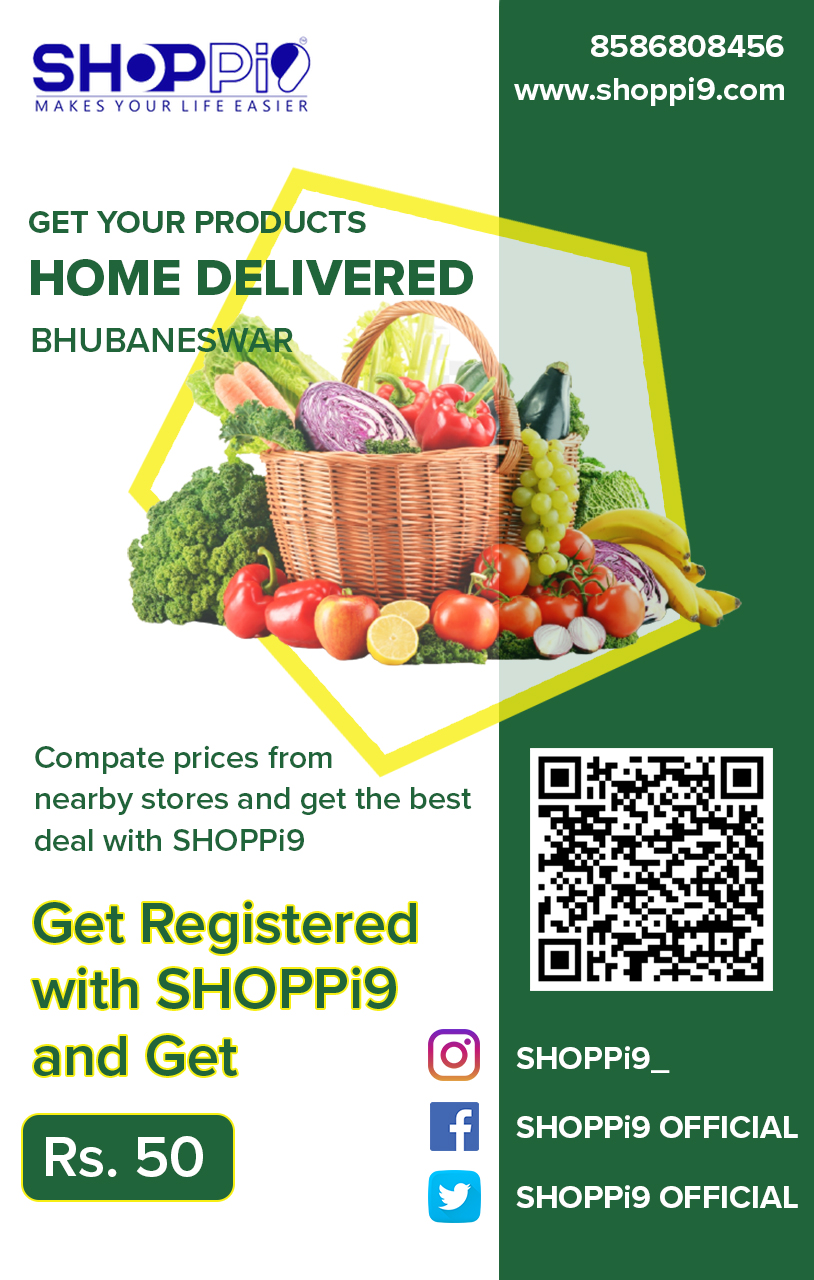 SHOPPi9
MAKES YOUR LIFE EASIER
8586808456
www.shoppi9.com
GET YOUR PRODUCTS
HOME DELIVERED
BHUBANESWAR
Compate prices from
nearby stores and get the best
deal with SHOPPi9
Get Registered
with SHOPPi9
and Get
Rs. 50
SHOPPi9_
SHOPPi9 OFFICIAL
SHOPPi9 OFFICIAL